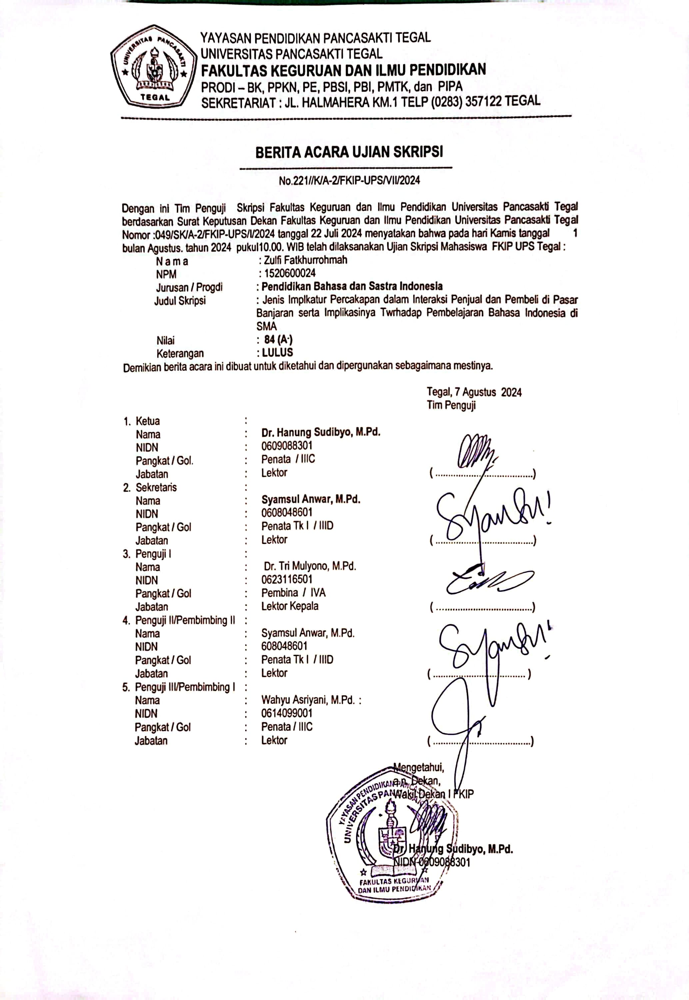 UNIVERSITAS PANCASAKTI
TEGAL
YAYASAN PENDIDIKAN PANCASAKTI TEGAL
UNIVERSITAS PANCASAKTI TEGAL
FAKULTAS KEGURUAN DAN ILMU PENDIDIKAN
PRODI – BK, PPKN, PE, PBSI, PBI, PMTK, dan PIPA
SEKRETARIAT : JL. HALMAHERA KM.1 TELP (0283) 357122 TEGAL
BERITA ACARA UJIAN SKRIPSI
No.221//K/A-2/FKIP-UPS/VII/2024
Dengan ini Tim Penguji Skripsi Fakultas Keguruan dan Ilmu Pendidikan Universitas Pancasakti Tegal
berdasarkan Surat Keputusan Dekan Fakultas Keguruan dan Ilmu Pendidikan Universitas Pancasakti Tegal
Nomor :049/SK/A-2/FKIP-UPS/I/2024 tanggal 22 Juli 2024 menyatakan bahwa pada hari Kamis tanggal 1
bulan Agustus. tahun 2024 pukul10.00. WIB telah dilaksanakan Ujian Skripsi Mahasiswa FKIP UPS Tegal :
N a m a : Zulfi Fatkhurrohmah
NPM : 1520600024
Jurusan / Progdi : Pendidikan Bahasa dan Sastra Indonesia
Judul Skripsi : Jenis Implkatur Percakapan dalam Interaksi Penjual dan Pembeli di Pasar
Banjaran serta Implikasinya Twrhadap Pembelajaran Bahasa Indonesia di
SMA
Nilai : 84 (A-)
Keterangan : LULUS
Demikian berita acara ini dibuat untuk diketahui dan dipergunakan sebagaimana mestinya.
Tegal, 7 Agustus 2024
Tim Penguji
1. Ketua :
Nama : Dr. Hanung Sudibyo, M.Pd.
NIDN : 0609088301
Pangkat / Gol. : Penata / IIIC
Jabatan : Lektor (......................................)
2. Sekretaris :
Nama : Syamsul Anwar, M.Pd.
NIDN : 0608048601
Pangkat / Gol : Penata Tk I / IIID
Jabatan : Lektor (......................................)
3. Penguji I :
Nama : Dr. Tri Mulyono, M.Pd.
NIDN : 0623116501
Pangkat / Gol : Pembina / IVA
Jabatan : Lektor Kepala (......................................)
4. Penguji II/Pembimbing II :
Nama : Syamsul Anwar, M.Pd.
NIDN : 608048601
Pangkat / Gol : Penata Tk I / IIID
Jabatan : Lektor (.................................... )
5. Penguji III/Pembimbing I :
Nama : Wahyu Asriyani, M.Pd. :
NIDN : 0614099001
Pangkat / Gol : Penata / IIIC
Jabatan : Lektor (......................................)
Mengetahui,
a.n. Dekan,
Wakil Dekan I FKIP
Dr. Hanung Sudibyo, M.Pd.
NIDN 0609088301
YAYASAN PENDIDIKAN
UNIVERSITAS
FAKULTAS KEGURUAN
DAN ILMU PENDIDIKAN